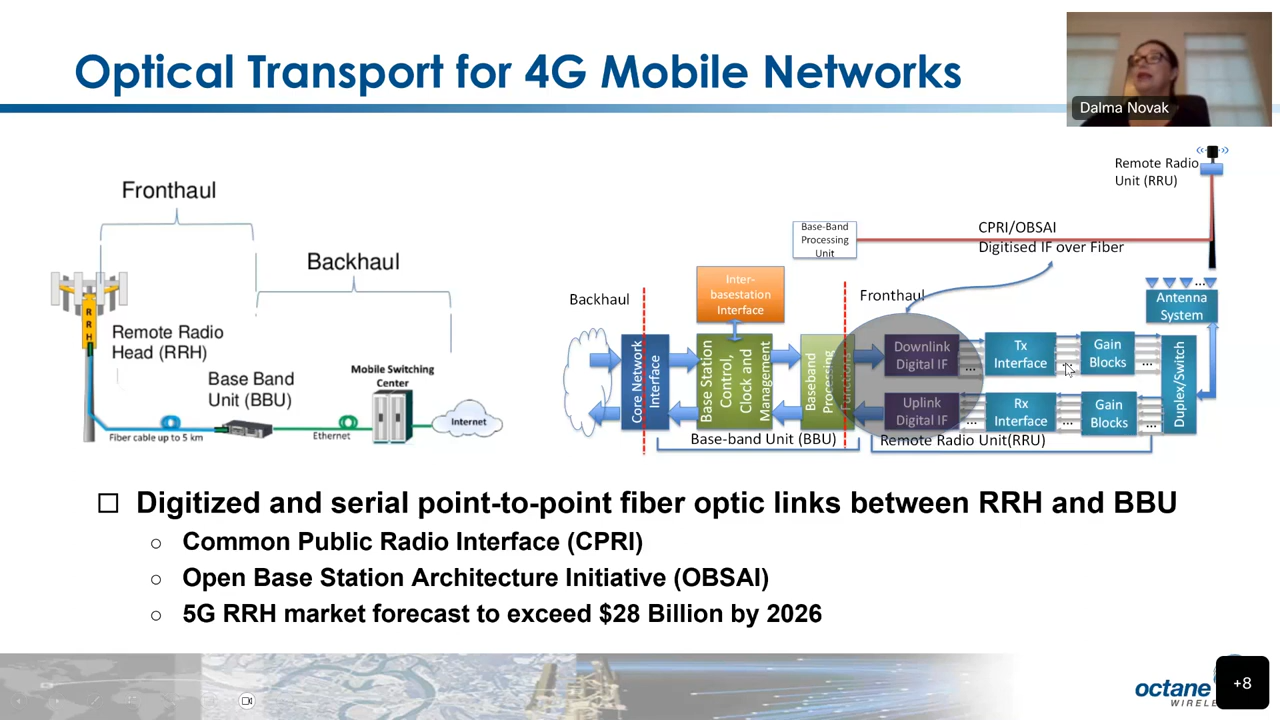 Optical Transport for 4G Mobile Networks
Dalma Novak
Fronthaul
Backhaul
R
R
H
Remote Radio
Head (RRH)
Base Band
Unit (BBU)
Mobile Switching
Center
Internet
Fiber cable up to 5 km
Ethernet
Remote Radio
Unit (RRU)
Base-Band
Processing
Unit
CPRI/OBSAI
Digitised IF over Fiber
Backhaul
Inter-
basestation
Interface
Fronthaul
...
Antenna
System
Core Network
Interface
Base Station
Control,
Clock and
Management
Baseband
Processing
Functions
Downlink
Digital IF
...
Tx
Interface
...
Gain
Blocks
...
Duplex/Switch
Uplink
Digital IF
...
Rx
Interface
...
Gain
Blocks
...
Base-band Unit (BBU)
Remote Radio Unit(RRU)
Digitized and serial point-to-point fiber optic links between RRH and BBU
Common Public Radio Interface (CPRI)
Open Base Station Architecture Initiative (OBSAI)
5G RRH market forecast to exceed $28 Billion by 2026
octane
+8